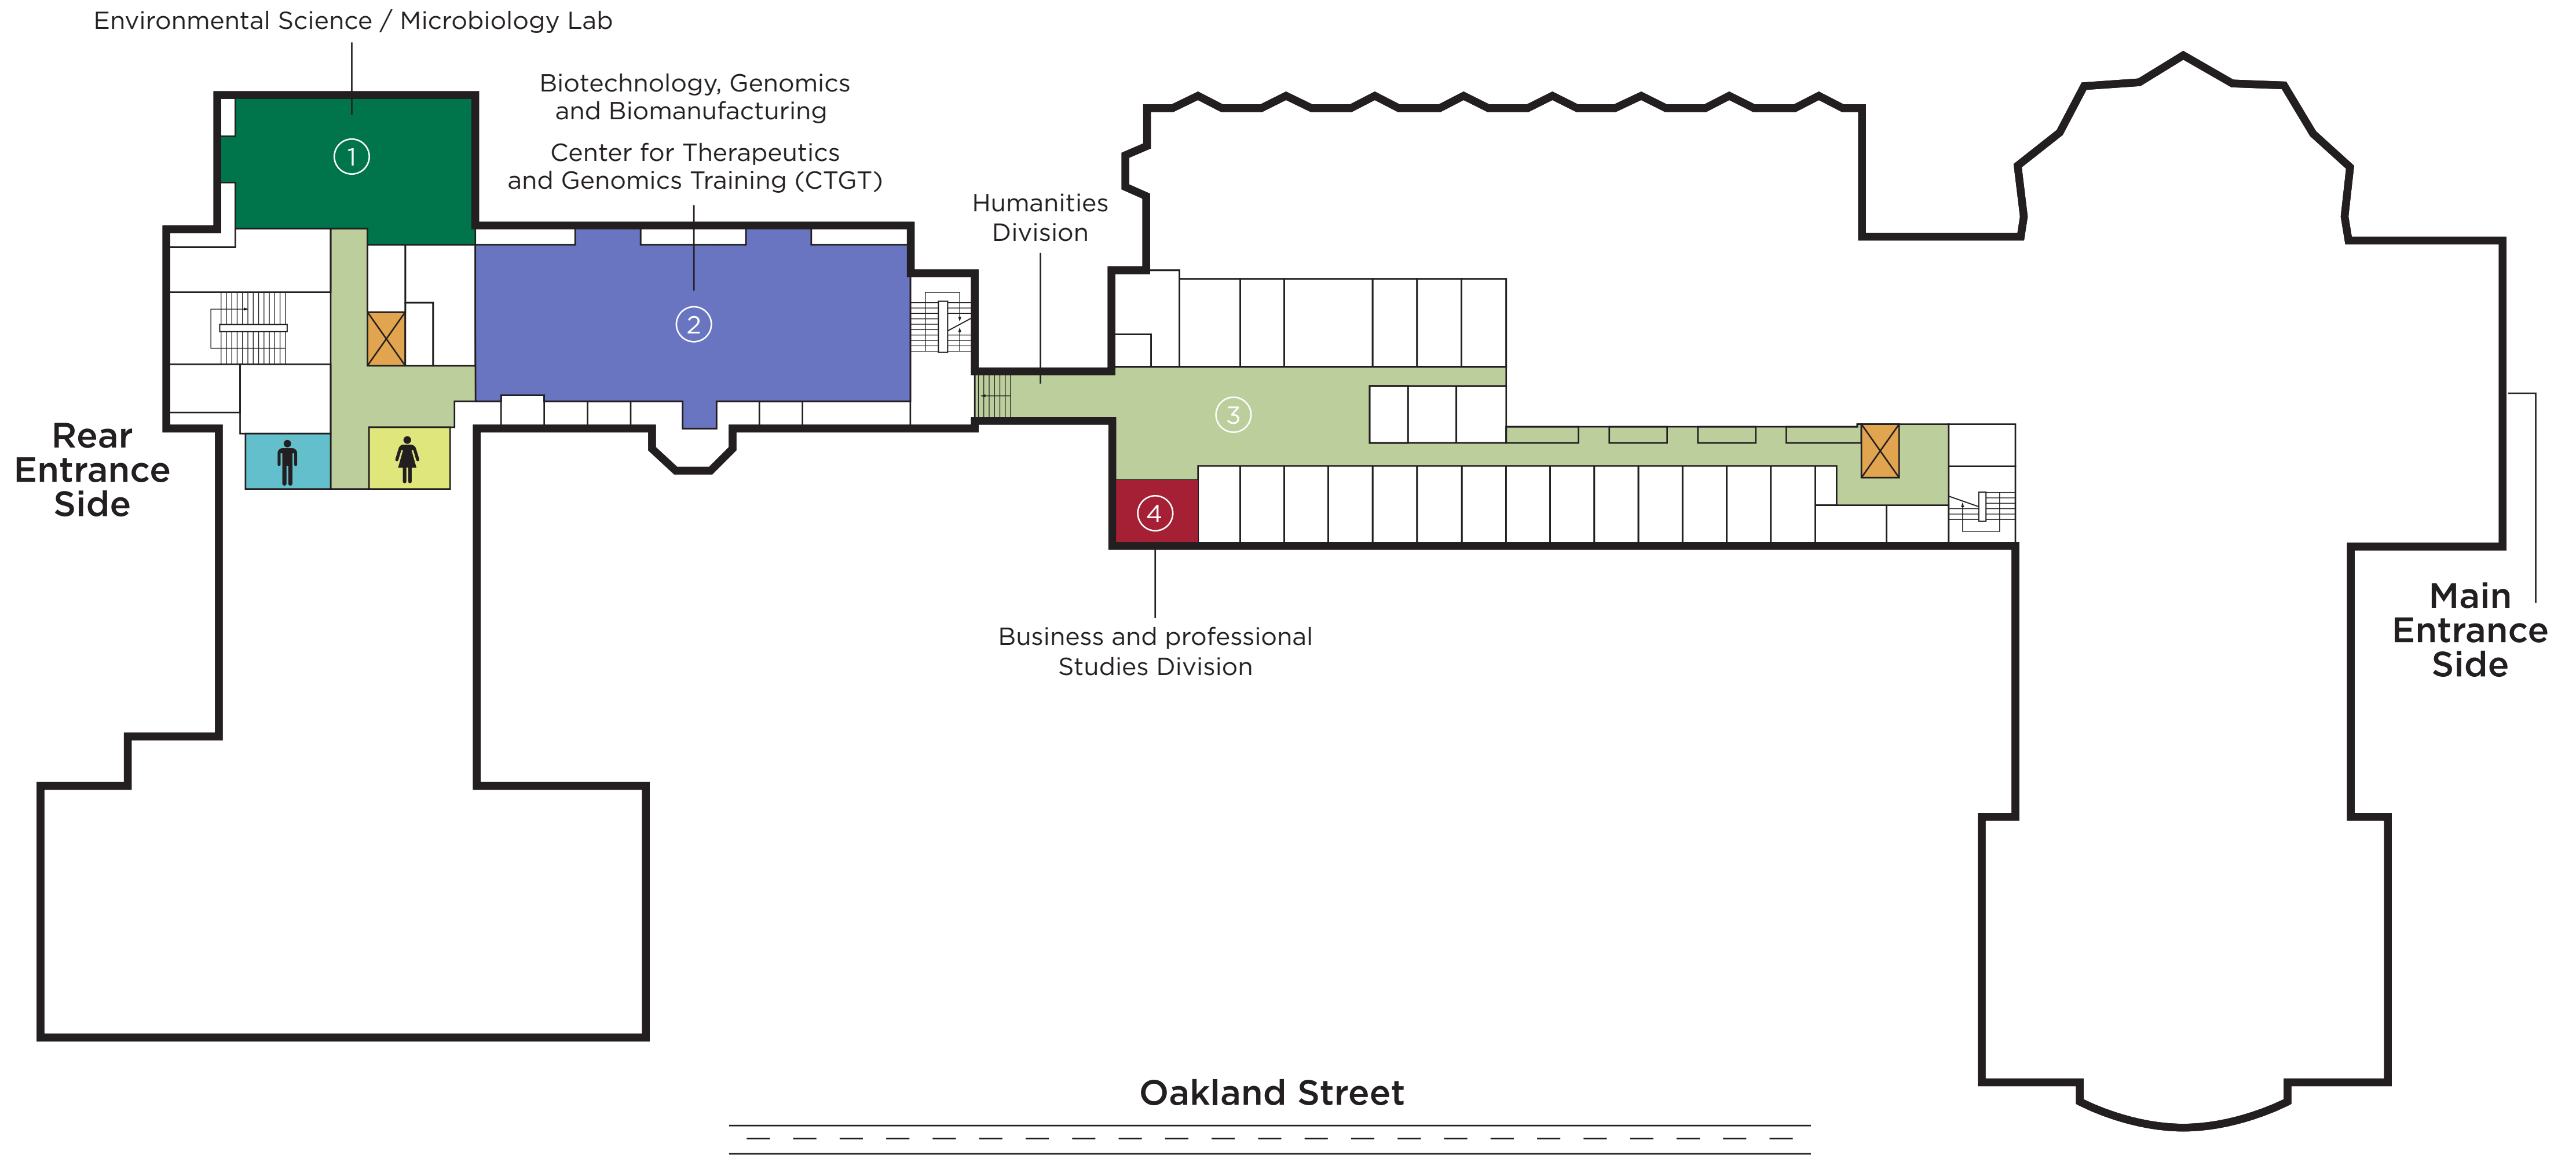 Environmental Science / Microbiology Lab
Biotechnology, Genomics
and Biomanufacturing
Center for Therapeutics
and Genomics Training (CTGT)
Humanities
Division
1
2
3
4
Rear
Entrance
Side
Business and professional
Studies Division
Main
Entrance
Side
Oakland Street